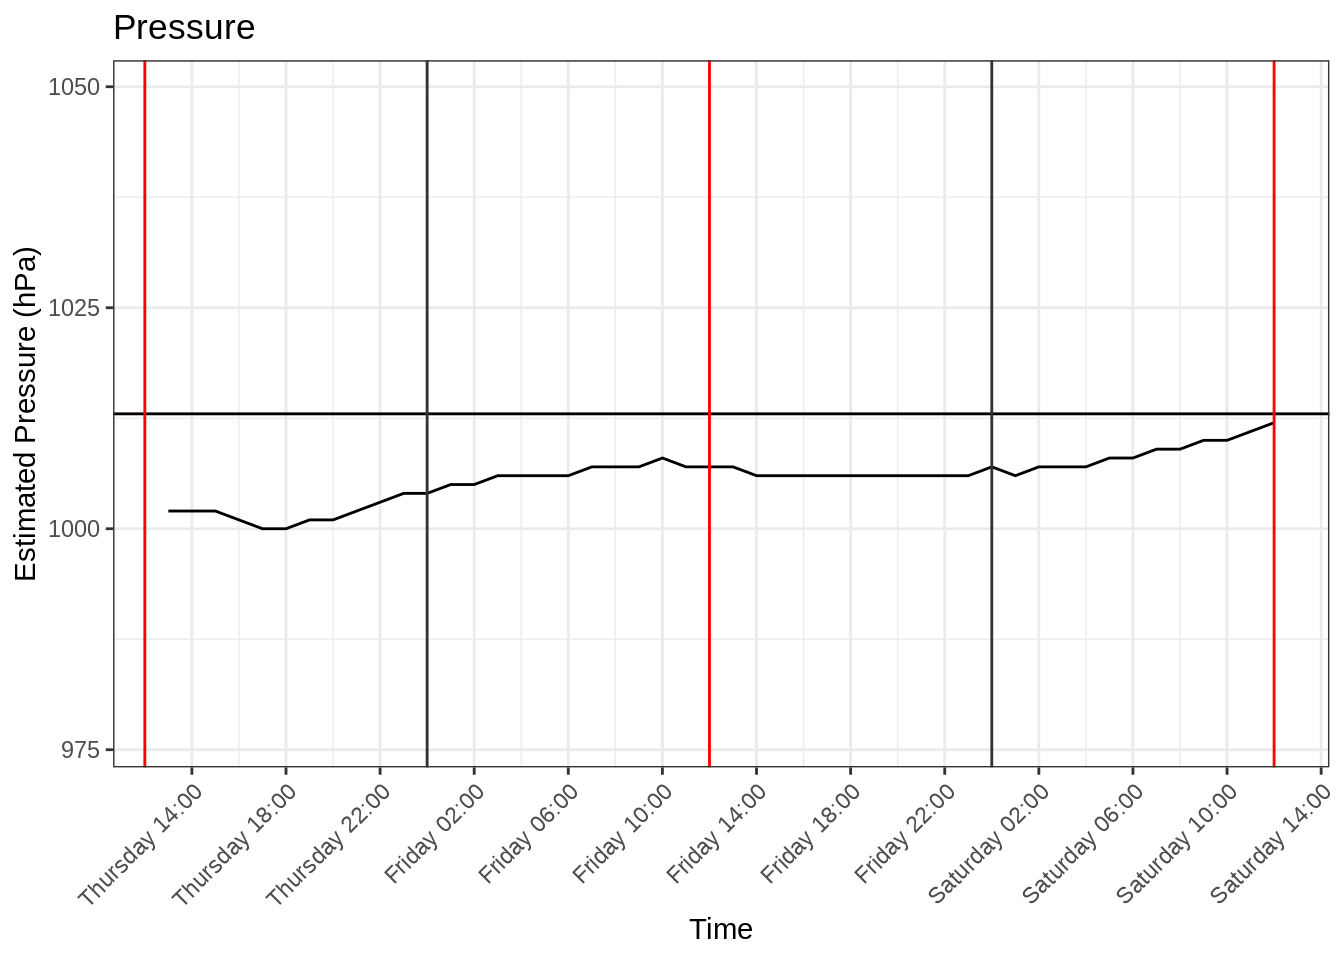 Pressure
Estimated Pressure (hPa)
1050
1025
1000
975
Thursday 14:00
Thursday 18:00
Thursday 22:00
Friday 02:00
Friday 06:00
Friday 10:00
Friday 14:00
Friday 18:00
Friday 22:00
Saturday 02:00
Saturday 06:00
Saturday 10:00
Saturday 14:00
Time